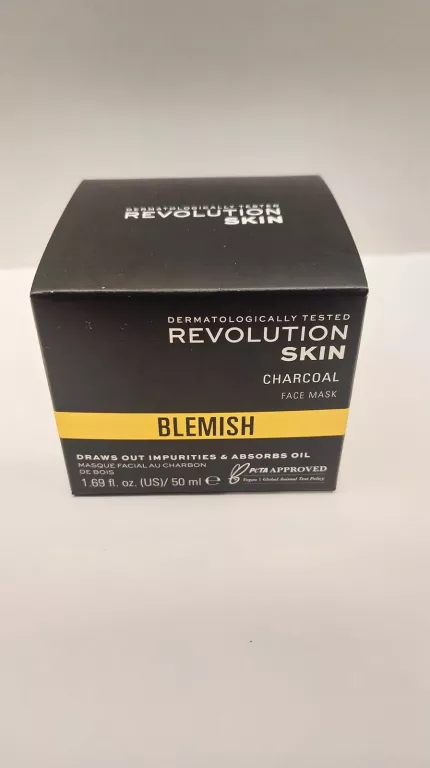 DERMATOLOGICALLY TESTED
REVOLUTION
SKIN
DERMATOLOGICALLY TESTED
REVOLUTION
SKIN
CHARCOAL
FACE MASK
BLEMISH
DRAWS OUT IMPURITIES & ABSORBS OIL
MASQUE FACIAL AU CHARBON
DE BOIS
PETA APPROVED
Vegan | Global Animal Test Policy
1.69 fl. oz. (US)/ 50 ml ℮